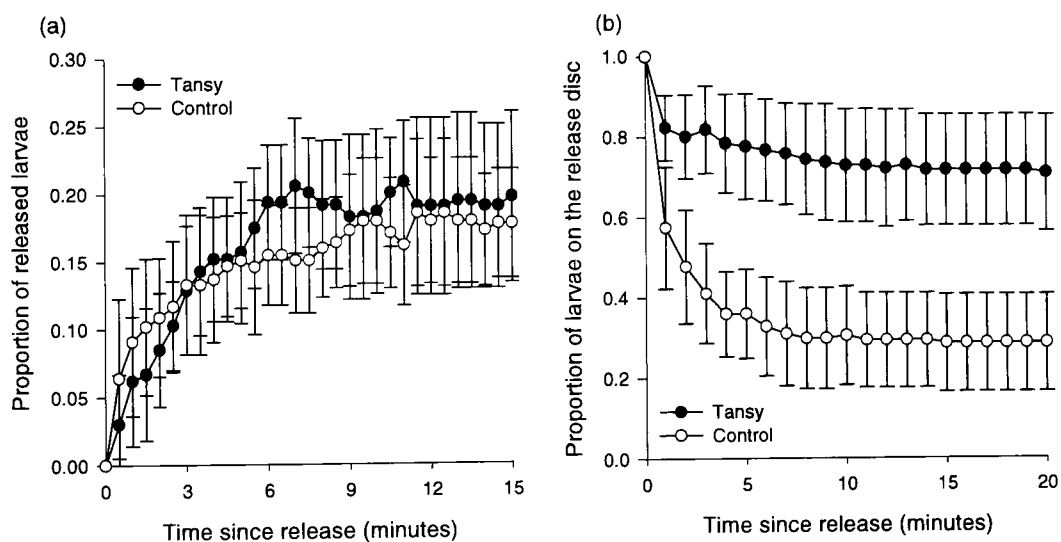 (a)
Proportion of released larvae
0.30
0.25
0.20
0.15
0.10
0.05
0.00
Tansy
Control
0 3 6 9 12 15
Time since release (minutes)
(b)
Proportion of larvae on the release disc
1.0
0.8
0.6
0.4
0.2
0.0
Tansy
Control
0 5 10 15 20
Time since release (minutes)